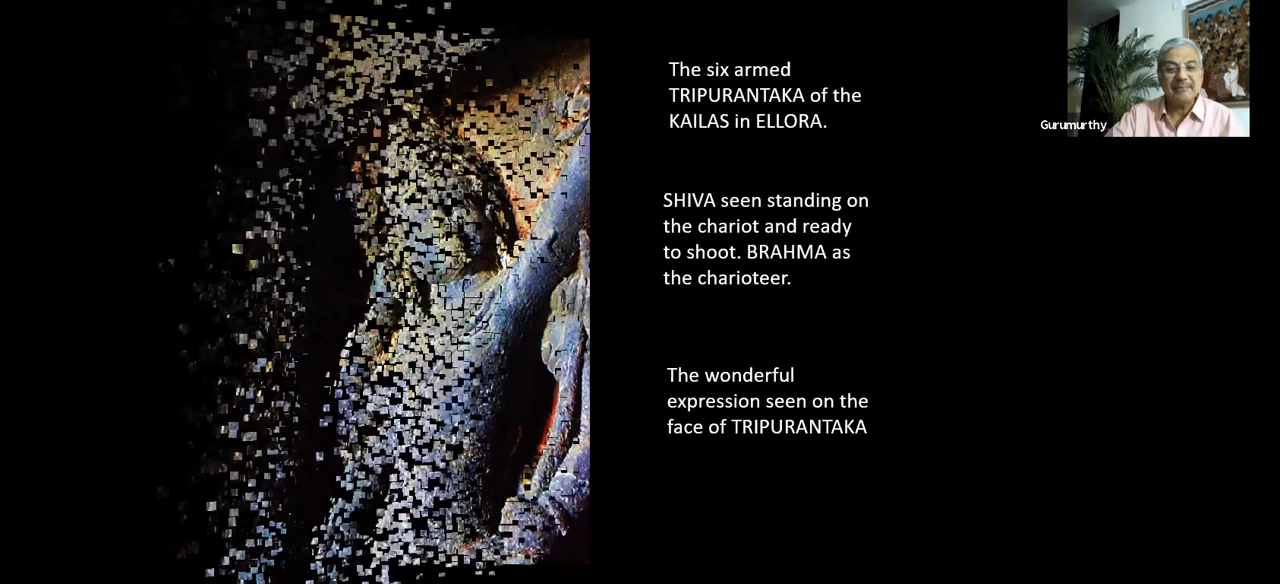 The six armed
TRIPURANTAKA of the
KAILAS in ELLORA.
SHIVA seen standing on
the chariot and ready
to shoot. BRAHMA as
the charioteer.
The wonderful
expression seen on the
face of TRIPURANTAKA
Gurumurthy